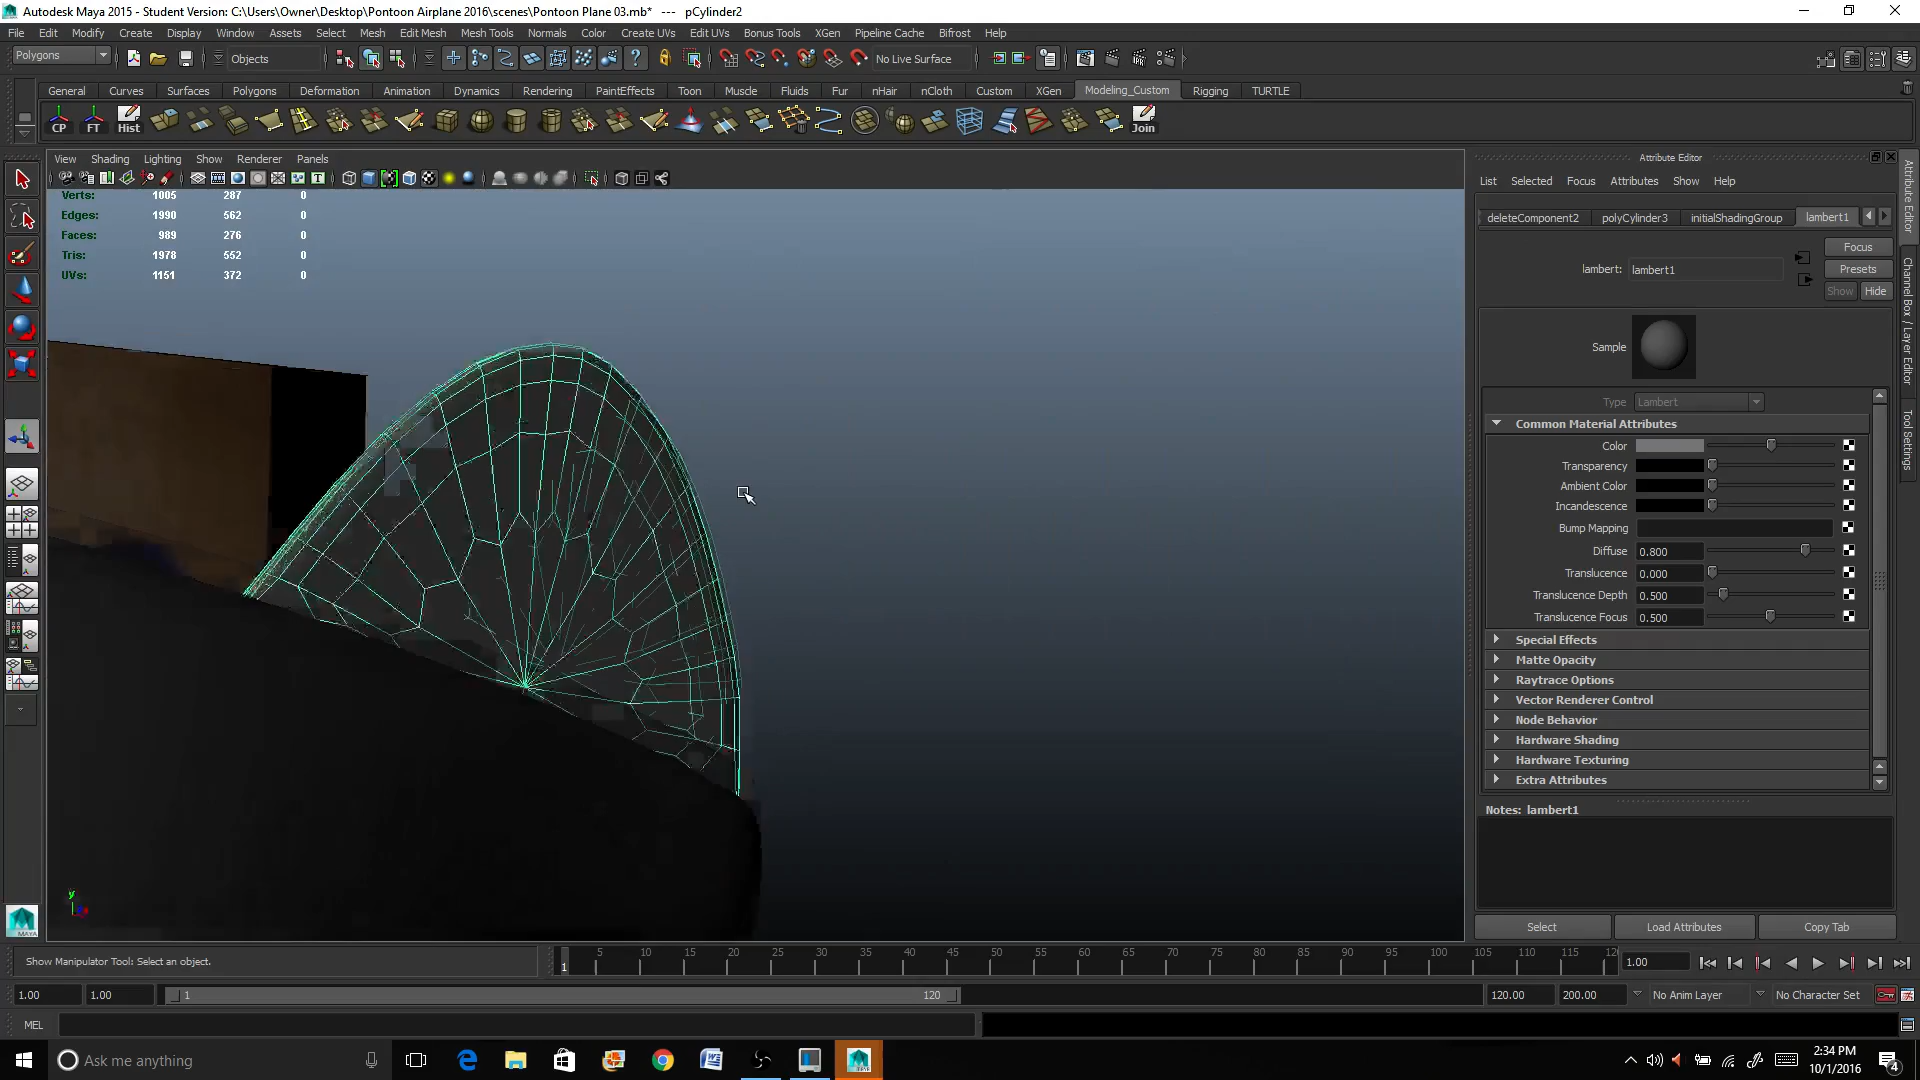 Autodesk Maya 2015 - Student Version: C:\Users\Owner\Desktop\Pontoon Airplane 2016\scenes\Pontoon Plane 03.mb* --- pCylinder2
File Edit Modify Create Display Window Assets Select Mesh Edit Mesh Mesh Tools Normals Color Create UVs Edit UVs Bonus Tools XGen Pipeline Cache Bifrost Help
Polygons Objects No Live Surface
General Curves Surfaces Polygons Deformation Animation Dynamics Rendering PaintEffects Toon Muscle Fluids Fur nHair nCloth Custom XGen Modeling_Custom Rigging TURTLE
CP FT Hist Join
View Shading Lighting Show Renderer Panels
Verts: 1005 287 0
Edges: 1990 562 0
Faces: 989 276 0
Tris: 1978 552 0
UVs: 1151 372 0
y
Attribute Editor
List Selected Focus Attributes Show Help
deleteComponent2 polyCylinder3 initialShadingGroup lambert1
Focus
lambert: lambert1 Presets
Show Hide
Sample
Type Lambert
Common Material Attributes
Color
Transparency
Ambient Color
Incandescence
Bump Mapping
Diffuse 0.800
Translucence 0.000
Translucence Depth 0.500
Translucence Focus 0.500
Special Effects
Matte Opacity
Raytrace Options
Vector Renderer Control
Node Behavior
Hardware Shading
Hardware Texturing
Extra Attributes
Notes: lambert1
Select Load Attributes Copy Tab
Attribute Editor
Channel Box / Layer Editor
Tool Settings
MAYA
Show Manipulator Tool: Select an object.
1 5 10 15 20 25 30 35 40 45 50 55 60 65 70 75 80 85 90 95 100 105 110 115 12 1.00
1.00 1.00 1 120 120.00 200.00 No Anim Layer No Character Set
MEL
Ask me anything
2:34 PM
10/1/2016
4